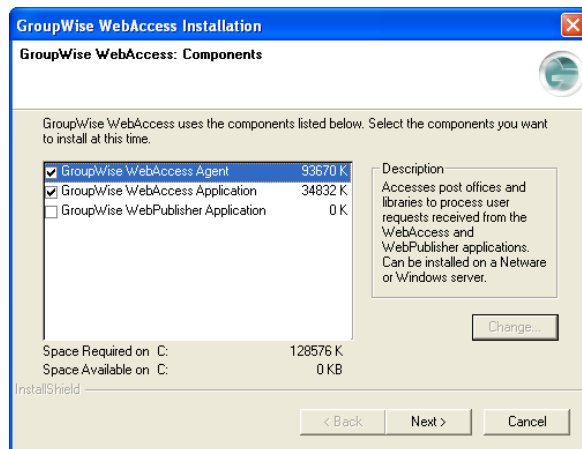 GroupWise WebAccess Installation
GroupWise WebAccess: Components
GroupWise WebAccess uses the components listed below. Select the components you want
to install at this time.
GroupWise WebAccess Agent 93670 K
GroupWise WebAccess Application 34832 K
GroupWise WebPublisher Application 0 K
Description
Accesses post offices and
libraries to process user
requests received from the
WebAccess and
WebPublisher applications.
Can be installed on a Netware
or Windows server.
Change...
Space Required on C: 128576 K
Space Available on C: 0 KB
InstallShield
< Back
Next >
Cancel